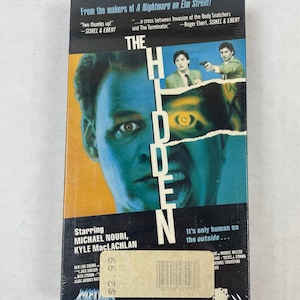 From the makers of A Nightmare on Elm Street!
"Two thumbs up!"
—SISKEL & EBERT
"...a cross between Invasion of the Body Snatchers
and The Terminator." —Roger Ebert, SISKEL & EBERT
THE
HIDDEN
Starring
MICHAEL NOURI,
KYLE MacLACHLAN
It's only human on
the outside...
$2.99